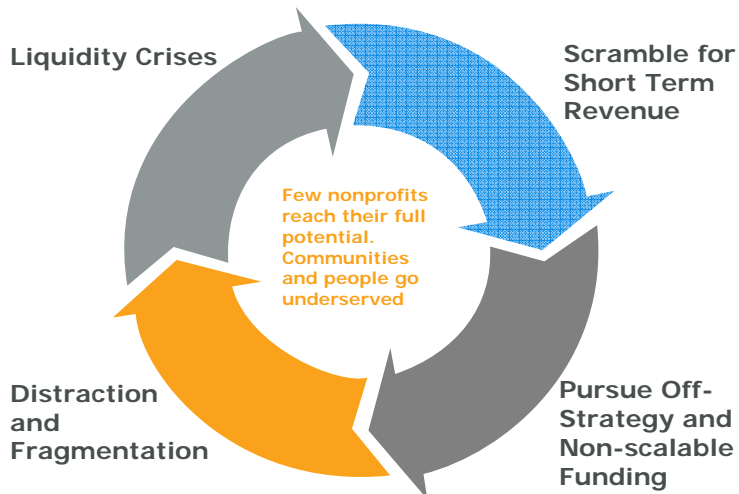 Liquidity Crises
Scramble for
Short Term
Revenue
Few nonprofits
reach their full
potential.
Communities
and people go
underserved
Distraction
and
Fragmentation
Pursue Off-
Strategy and
Non-scalable
Funding